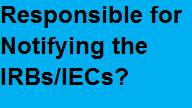 Responsible for
Notifying the
IRBs/IECs?